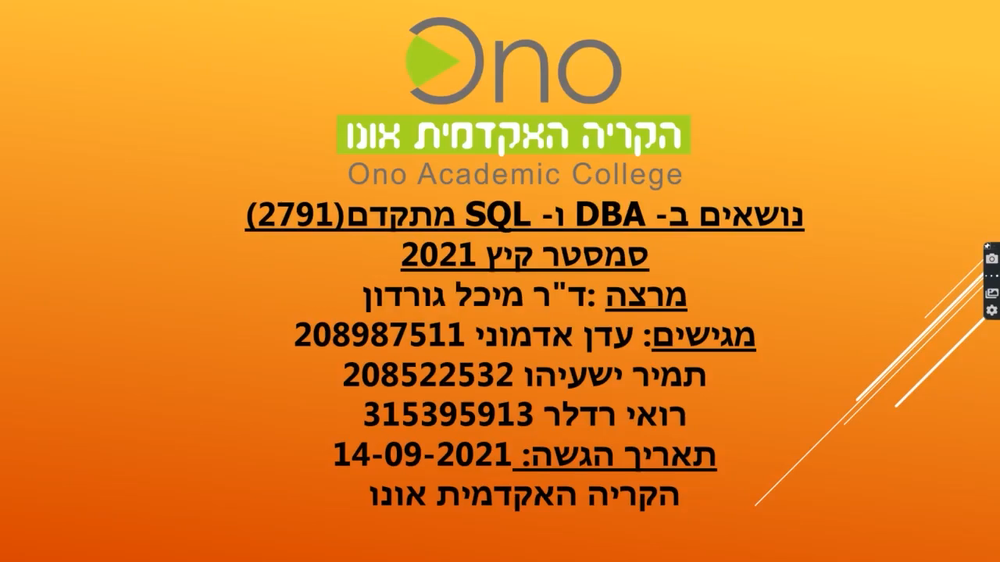 Ono
הקריה האקדמית אונו
Ono Academic College
נושאים ב- DBA ו- SQL מתקדם(2791)
סמסטר קיץ 2021
מרצה :ד"ר מיכל גורדון
מגישים: עדן אדמוני 208987511
תמיר ישעיהו 208522532
רואי רדלר 315395913
תאריך הגשה: 14-09-2021
הקריה האקדמית אונו